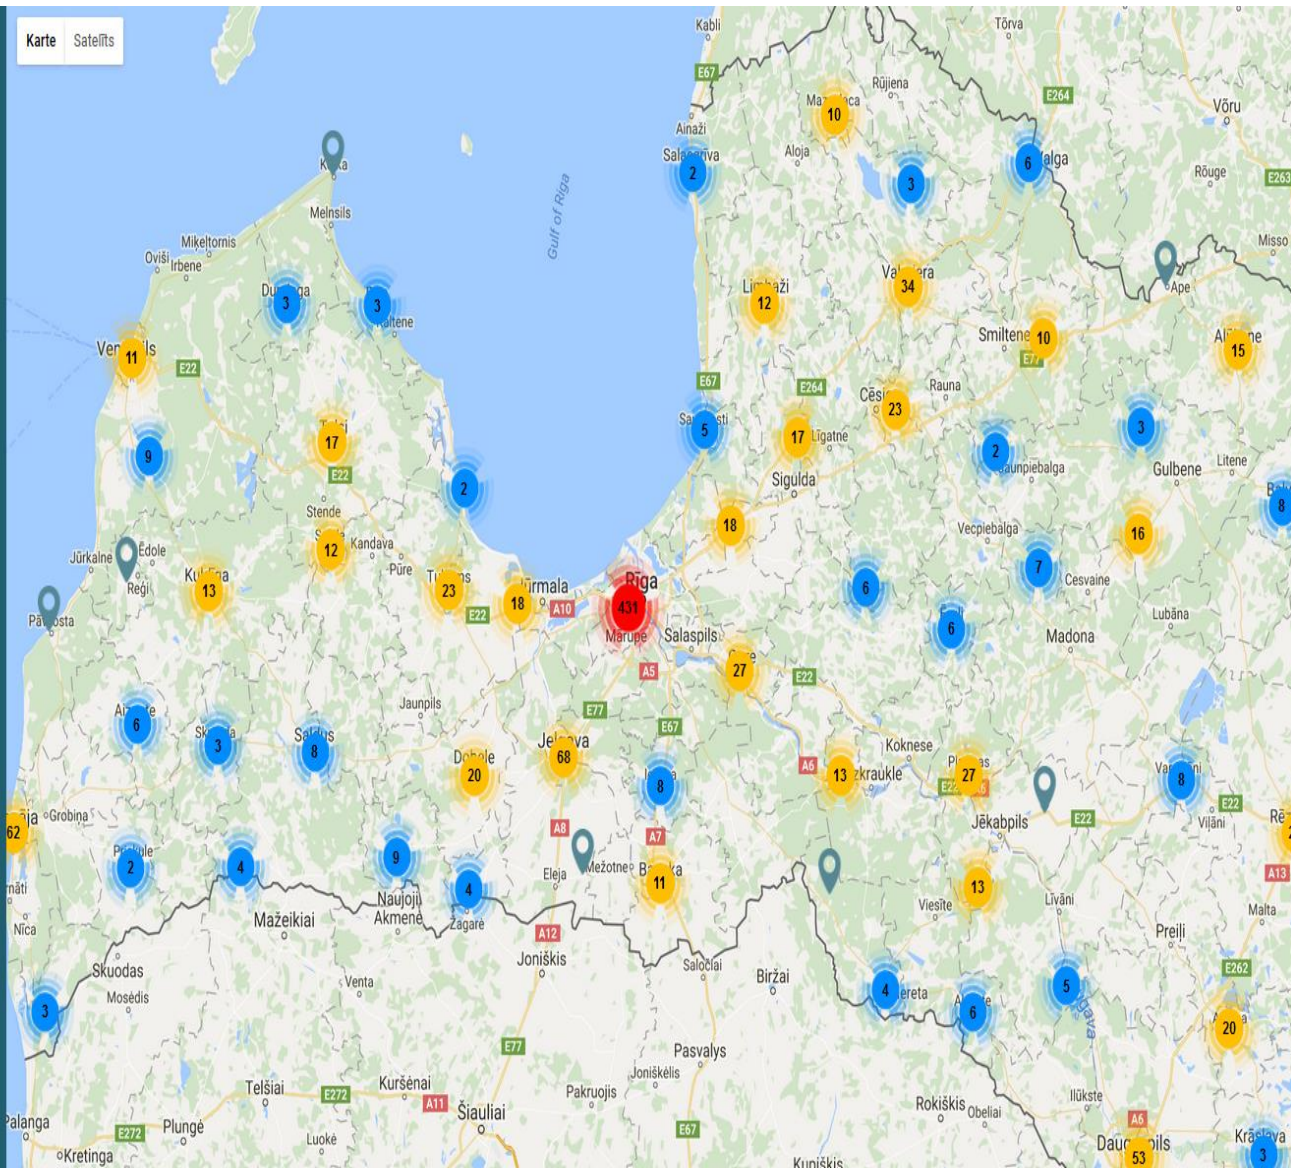 Karte Satelīts
Kabli
Tõrva
E67
Rūjiena
E264
Võru
10
Ainaži
Aloja
2
3
6
Rõuge
E263
Melnsils
Gulf of Riga
Miķeļtornis
Oviši
Irbene
Misso
Ape
3
3
12
34
10
15
Smiltene
E77
11
E22
E67
E264
Rauna
23
17
Līgatne
5
17
9
E22
2
3
Jaunpiebalga
Gulbene
Litene
2
Sigulda
8
Stende
12
Kandava
Pūre
18
Vecpiebalga
16
Jūrkalne
Ēdole
Reģi
13
23
18
Jūrmala
A10
E22
Rīga
431
Mārupe
Salaspils
6
7
Cesvaine
6
Madona
Lubāna
A5
27
E22
6
3
8
Jaunpils
E77
E67
20
68
8
A6
13
Koknese
27
8
E22
Viļāni
Jēkabpils
E22
62
Grobiņa
2
4
9
4
A8
A7
Eleja
Mežotne
11
13
Viesīte
Līvāni
A13
Malta
Nīca
Mažeikiai
Naujoji
Akmenė
Žagarė
A12
Joniškis
Saločiai
Biržai
Preiļi
E262
Skuodas
Mosėdis
Venta
3
4
6
5
20
E77
Pasvalys
Joniškėlis
Telšiai
E272
Kuršėnai
A11
Šiauliai
Pakruojis
Rokiškis
Obeliai
Ilūkste
A6
Palanga
E272
Plungė
Luokė
E67
Kretinga
Kupiškis
53
Krāslava
3